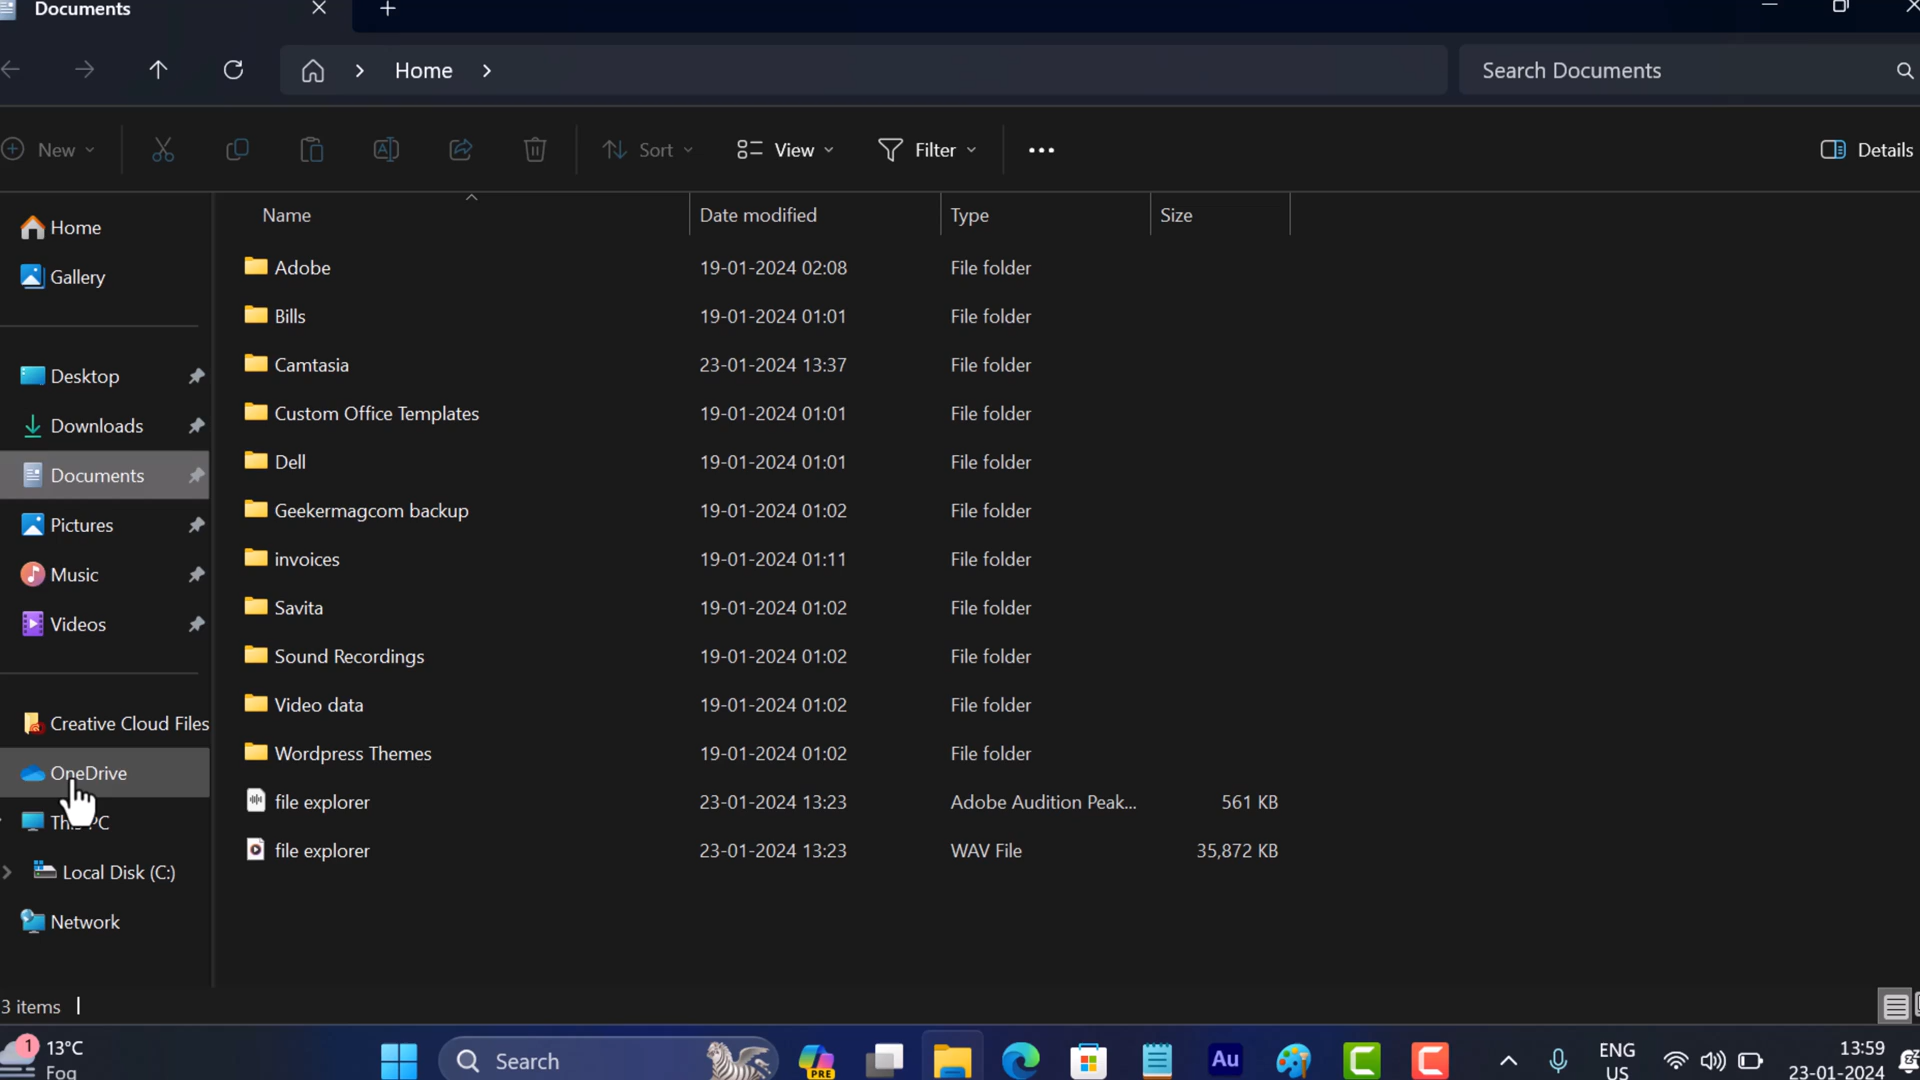 Documents
Home
Search Documents
New
Sort
View
Filter
Details
Home
Gallery
Desktop
Downloads
Documents
Pictures
Music
Videos
Creative Cloud Files
OneDrive
This PC
Local Disk (C:)
Network
Name Date modified Type Size
Adobe 19-01-2024 02:08 File folder
Bills 19-01-2024 01:01 File folder
Camtasia 23-01-2024 13:37 File folder
Custom Office Templates 19-01-2024 01:01 File folder
Dell 19-01-2024 01:01 File folder
Geekermagcom backup 19-01-2024 01:02 File folder
invoices 19-01-2024 01:11 File folder
Savita 19-01-2024 01:02 File folder
Sound Recordings 19-01-2024 01:02 File folder
Video data 19-01-2024 01:02 File folder
Wordpress Themes 19-01-2024 01:02 File folder
file explorer 23-01-2024 13:23 Adobe Audition Peak... 561 KB
file explorer 23-01-2024 13:23 WAV File 35,872 KB
3 items
1
13°C
Fog
Search
PRE
Au
ENG
US
13:59
23-01-2024